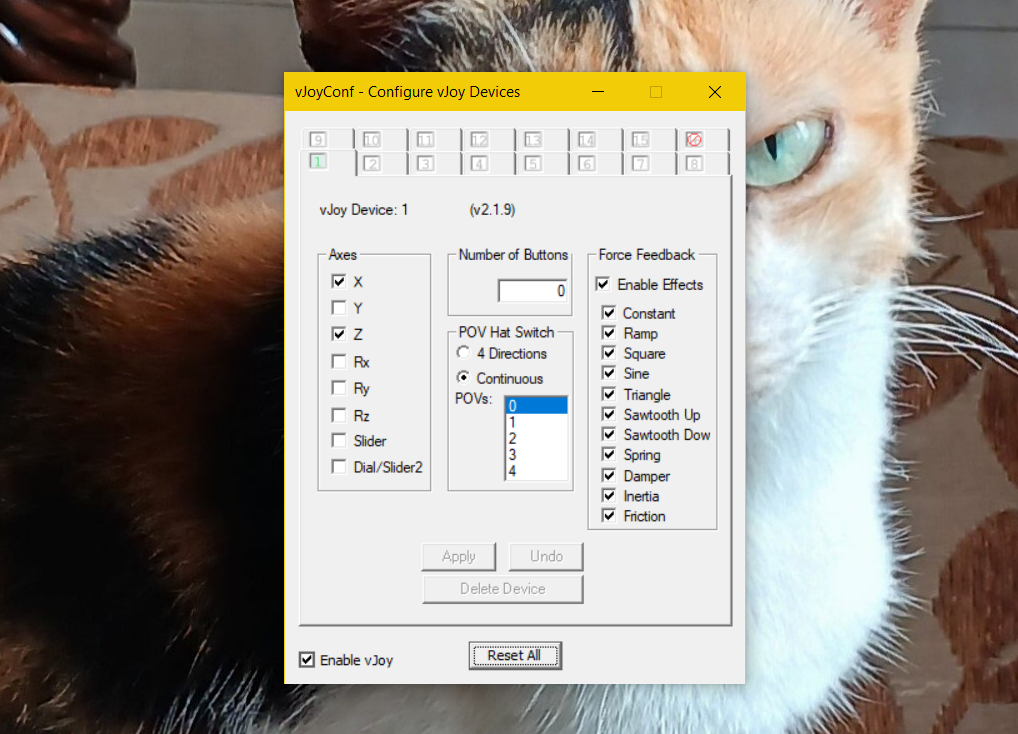 vJoyConf - Configure vJoy Devices
9 10 11 12 13 14 15
1 2 3 4 5 6 7 8
vJoy Device: 1 (v2.1.9)
Axes
X
Y
Z
Rx
Ry
Rz
Slider
Dial/Slider2
Number of Buttons
0
POV Hat Switch
4 Directions
Continuous
POVs:
0
1
2
3
4
Force Feedback
Enable Effects
Constant
Ramp
Square
Sine
Triangle
Sawtooth Up
Sawtooth Dow
Spring
Damper
Inertia
Friction
Apply Undo
Delete Device
Enable vJoy Reset All